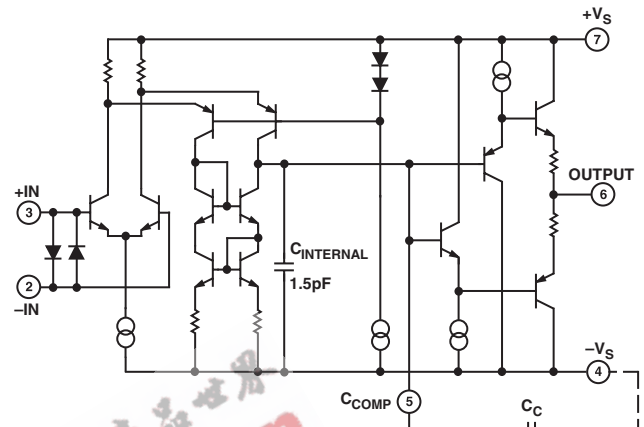 +VS
7
+IN
3
2
–IN
CINTERNAL
1.5pF
OUTPUT
6
–VS
4
CCOMP
5
CC